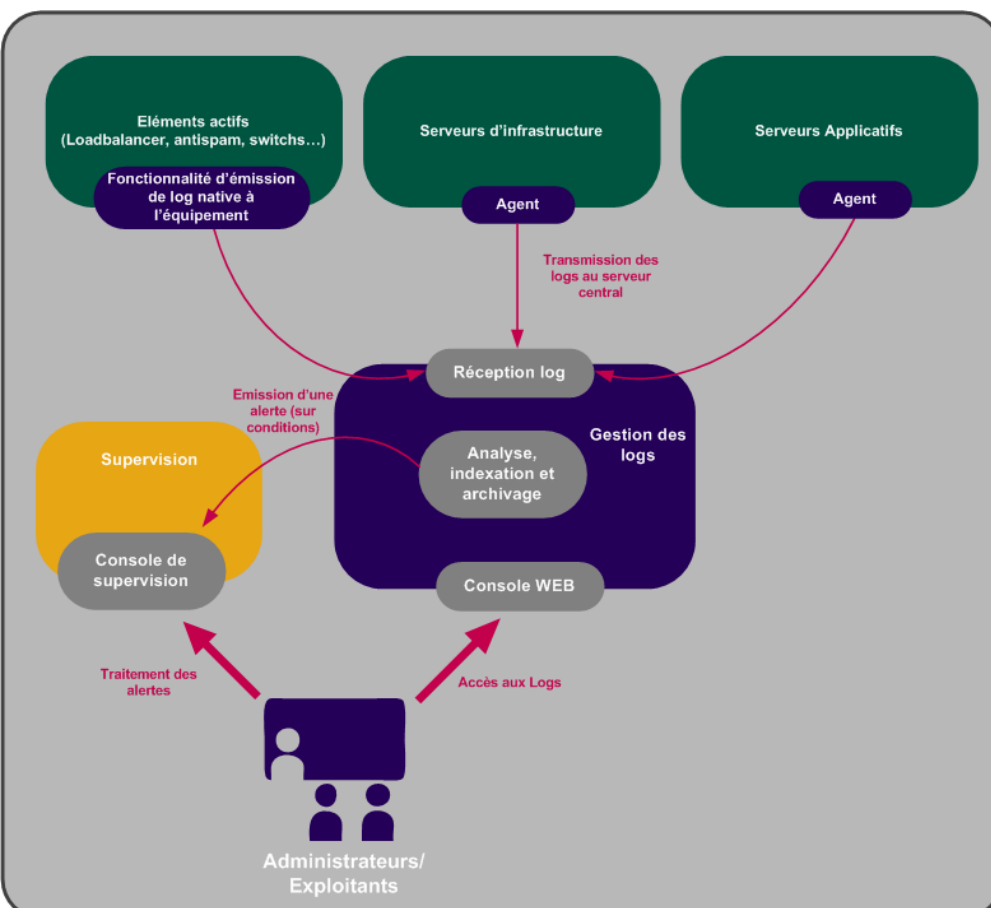 Eléments actifs
(Loadbalancer, antispam, switchs…)
Fonctionnalité d'émission
de log native à
l'équipement
Serveurs d'infrastructure
Agent
Serveurs Applicatifs
Agent
Transmission des
logs au serveur
central
Réception log
Emission d'une
alerte (sur
conditions)
Gestion des
logs
Analyse,
indexation et
archivage
Supervision
Console de
supervision
Console WEB
Traitement des
alertes
Accès aux Logs
Administrateurs/
Exploitants